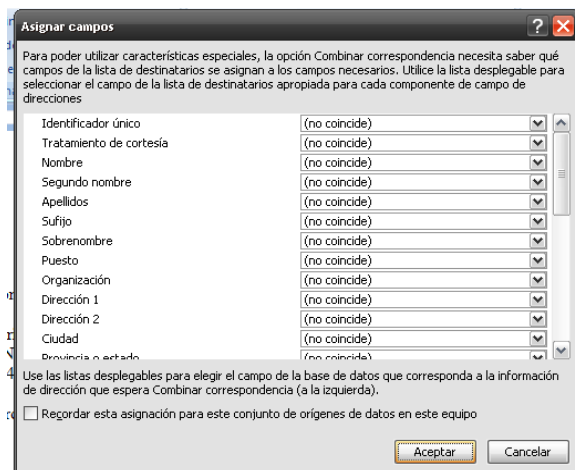 Asignar campos
Para poder utilizar características especiales, la opción Combinar correspondencia necesita saber qué
campos de la lista de destinatarios se asignan a los campos necesarios. Utilice la lista desplegable para
seleccionar el campo de la lista de destinatarios apropiada para cada componente de campo de
direcciones
Identificador único (no coincide)
Tratamiento de cortesía (no coincide)
Nombre (no coincide)
Segundo nombre (no coincide)
Apellidos (no coincide)
Sufijo (no coincide)
Sobrenombre (no coincide)
Puesto (no coincide)
Organización (no coincide)
Dirección 1 (no coincide)
Dirección 2 (no coincide)
Ciudad (no coincide)
Provincia o estado (no coincide)
Use las listas desplegables para elegir el campo de la base de datos que corresponda a la información
de dirección que espera Combinar correspondencia (a la izquierda).
Recordar esta asignación para este conjunto de orígenes de datos en este equipo
Aceptar Cancelar